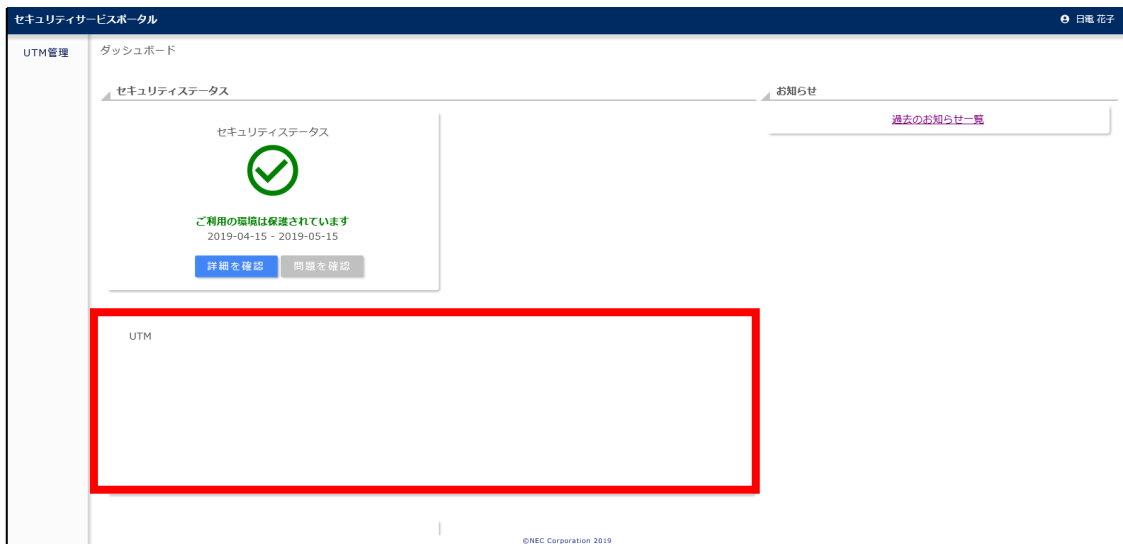 セキュリティサービスポータル
日電 花子
UTM管理
ダッシュボード
セキュリティステータス
お知らせ
セキュリティステータス
過去のお知らせ一覧
ご利用の環境は保護されています
2019-04-15 - 2019-05-15
詳細を確認
問題を確認
UTM
©NEC Corporation 2019